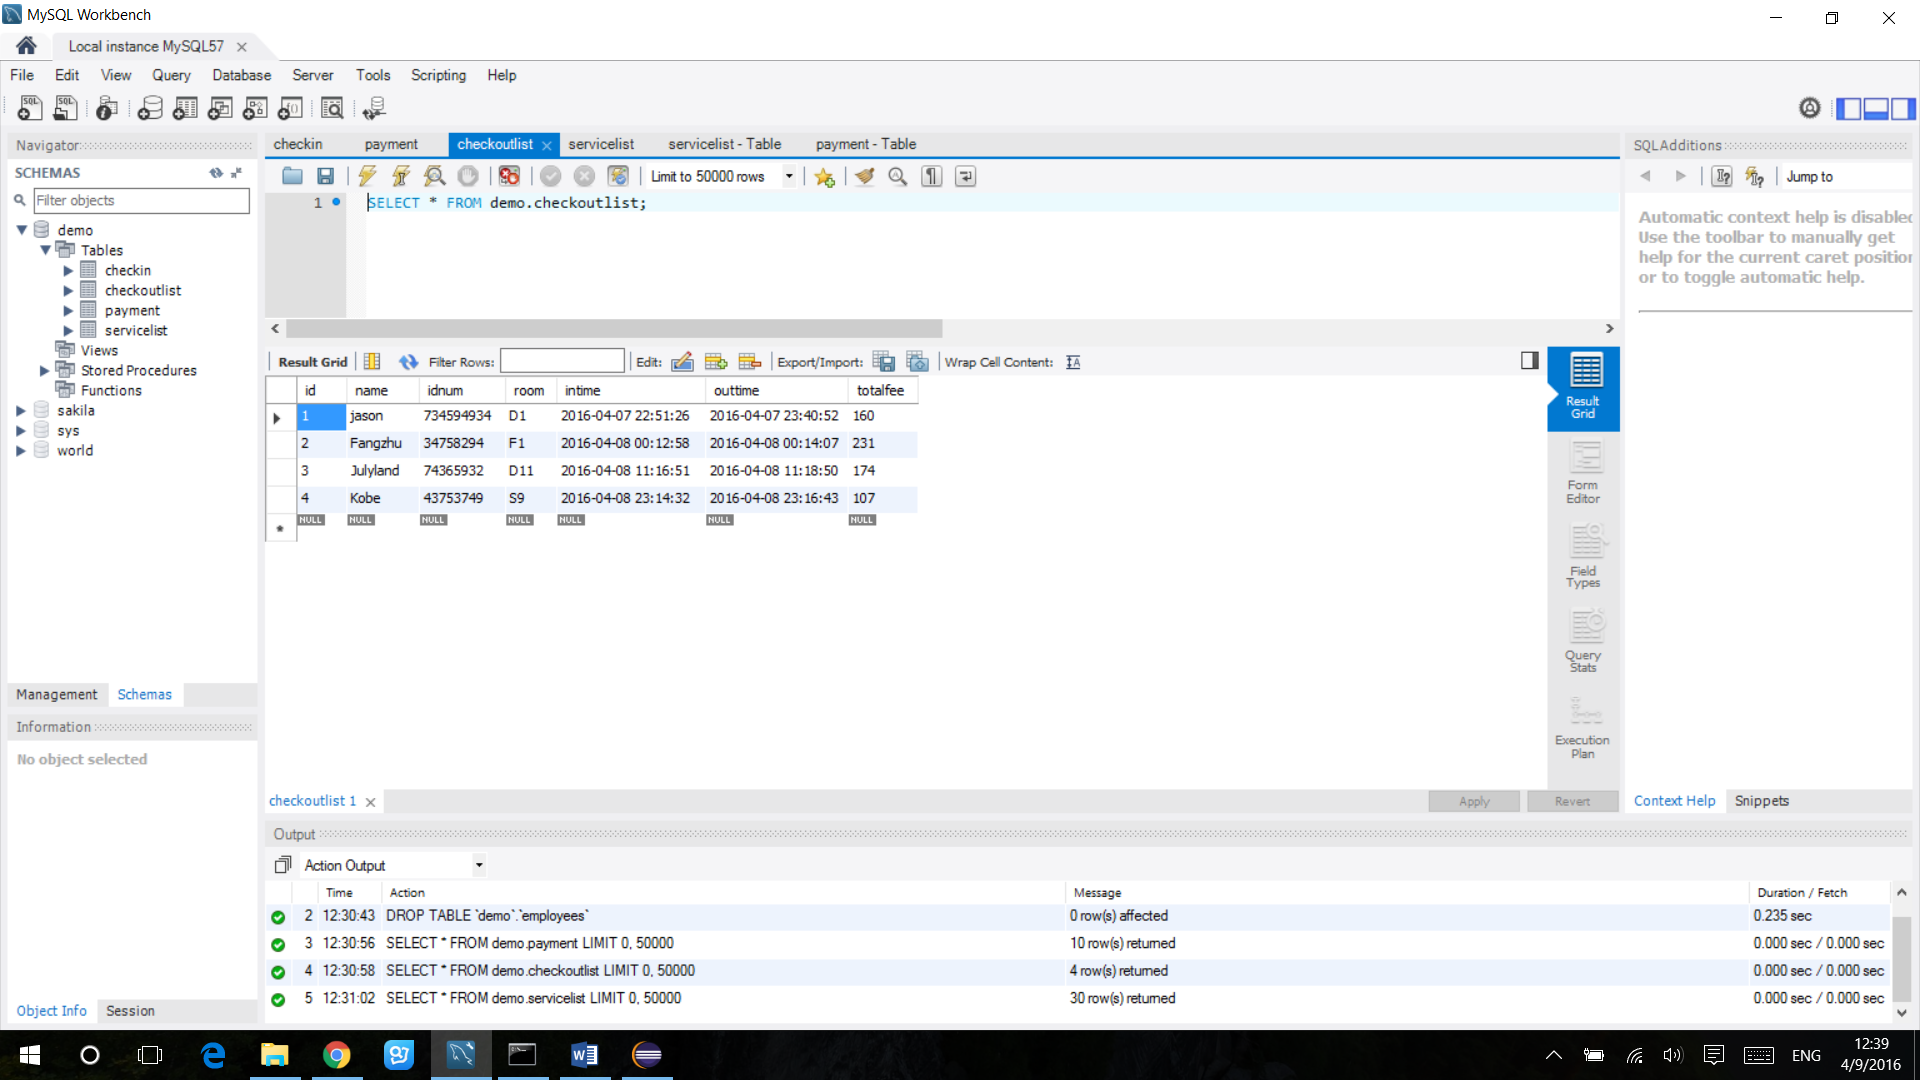 MySQL Workbench
Local instance MySQL57
File Edit View Query Database Server Tools Scripting Help
Navigator
SCHEMAS
Filter objects
demo
Tables
checkin
checkoutlist
payment
servicelist
Views
Stored Procedures
Functions
sakila
sys
world
Management Schemas
Information
No object selected
Object Info Session
checkin payment checkoutlist servicelist servicelist - Table payment - Table
Limit to 50000 rows
1 SELECT * FROM demo.checkoutlist;
Result Grid Filter Rows: Edit: Export/Import: Wrap Cell Content:
id name idnum room intime outtime totalfee
1 jason 734594934 D1 2016-04-07 22:51:26 2016-04-07 23:40:52 160
2 Fangzhu 34758294 F1 2016-04-08 00:12:58 2016-04-08 00:14:07 231
3 Julyland 74365932 D11 2016-04-08 11:16:51 2016-04-08 11:18:50 174
4 Kobe 43753749 S9 2016-04-08 23:14:32 2016-04-08 23:16:43 107
NULL NULL NULL NULL NULL NULL NULL
Result
Grid
Form
Editor
Field
Types
Query
Stats
Execution
Plan
checkoutlist 1
Apply Revert
SQLAdditions
Jump to
Automatic context help is disabled
Use the toolbar to manually get
help for the current caret position
or to toggle automatic help.
Context Help Snippets
Output
Action Output
Time Action Message Duration / Fetch
2 12:30:43 DROP TABLE `demo`.`employees` 0 row(s) affected 0.235 sec
3 12:30:56 SELECT * FROM demo.payment LIMIT 0, 50000 10 row(s) returned 0.000 sec / 0.000 sec
4 12:30:58 SELECT * FROM demo.checkoutlist LIMIT 0, 50000 4 row(s) returned 0.000 sec / 0.000 sec
5 12:31:02 SELECT * FROM demo.servicelist LIMIT 0, 50000 30 row(s) returned 0.000 sec / 0.000 sec
ENG
12:39
4/9/2016